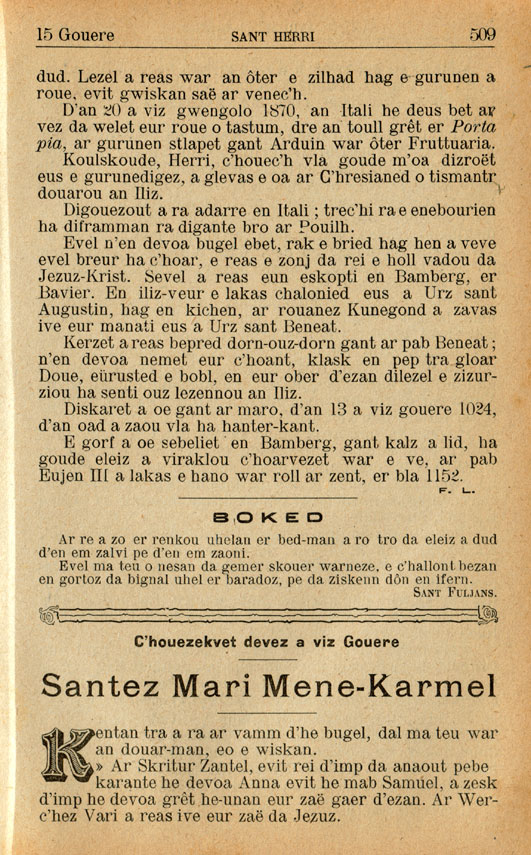 15 Gouere SANT HERRI 509
dud. Lezel a reas war an ôter e zilhad hag e gurunen a
roue, evit gwiskan saë ar venec'h.
D'an 20 a viz gwengolo 1870, an Itali he deus bet ar
vez da welet eur roue o tastum, dre an toull grêt er Porta
pia, ar gurunen stlapet gant Arduin war ôter Fruttuaria.
Koulskoude, Herri, c'houec'h vla goude m'oa dizroët
eus e gurunedigez, a glevas e oa ar C'hresianed o tismantr
douarou an Iliz.
Digouezout a ra adarre en Itali ; trec'hi ra e enebourien
ha diframman ra digante bro ar Pouilh.
Evel n'en devoa bugel ebet, rak e bried hag hen a veve
evel breur ha c'hoar, e reas e zonj da rei e holl vadou da
Jezuz-Krist. Sevel a reas eun eskopti en Bamberg, er
Bavier. En iliz-veur e lakas chalonied eus a Urz sant
Augustin, hag en kichen, ar rouanez Kunegond a zavas
ive eur manati eus a Urz sant Beneat.
Kerzet a reas bepred dorn-ouz-dorn gant ar pab Beneat ;
n'en devoa nemet eur c'hoant, klask en pep tra gloar
Doue, eürusted e bobl, en eur ober d'ezan dilezel e zizur-
ziou ha senti ouz lezennou an Iliz.
Diskaret a oe gant ar maro, d'an 13 a viz gouere 1024,
d'an oad a zaou vla ha hanter-kant.
E gorf a oe sebeliet en Bamberg, gant kalz a lid, ha
goude eleiz a viraklou c'hoarvezet war e ve, ar pab
Eujen III a lakas e hano war roll ar zent, er bla 1152.
F. L.
BOKED
Ar re a zo er renkou uhelan er bed-man a ro tro da eleiz a dud
d'en em zalvi pe d'en em zaoni.
Evel ma teu o nesan da gemer skouer warneze, e c'hallont bezan
en gortoz da bignal uhel er baradoz, pe da ziskenn dôn en ifern.
SANT FULJANS.
C'houezekvet devez a viz Gouere
Santez Mari Mene-Karmel
Kentan tra a ra ar vamm d'he bugel, dal ma teu war
an douar-man, eo e wiskan.
» Ar Skritur Zantel, evit rei d'imp da anaout pebe
karante he devoa Anna evit he mab Samuel, a zesk
d'imp he devoa grêt he-unan eur zaë gaer d'ezan. Ar Wer-
c'hez Vari a reas ive eur zaë da Jezuz.